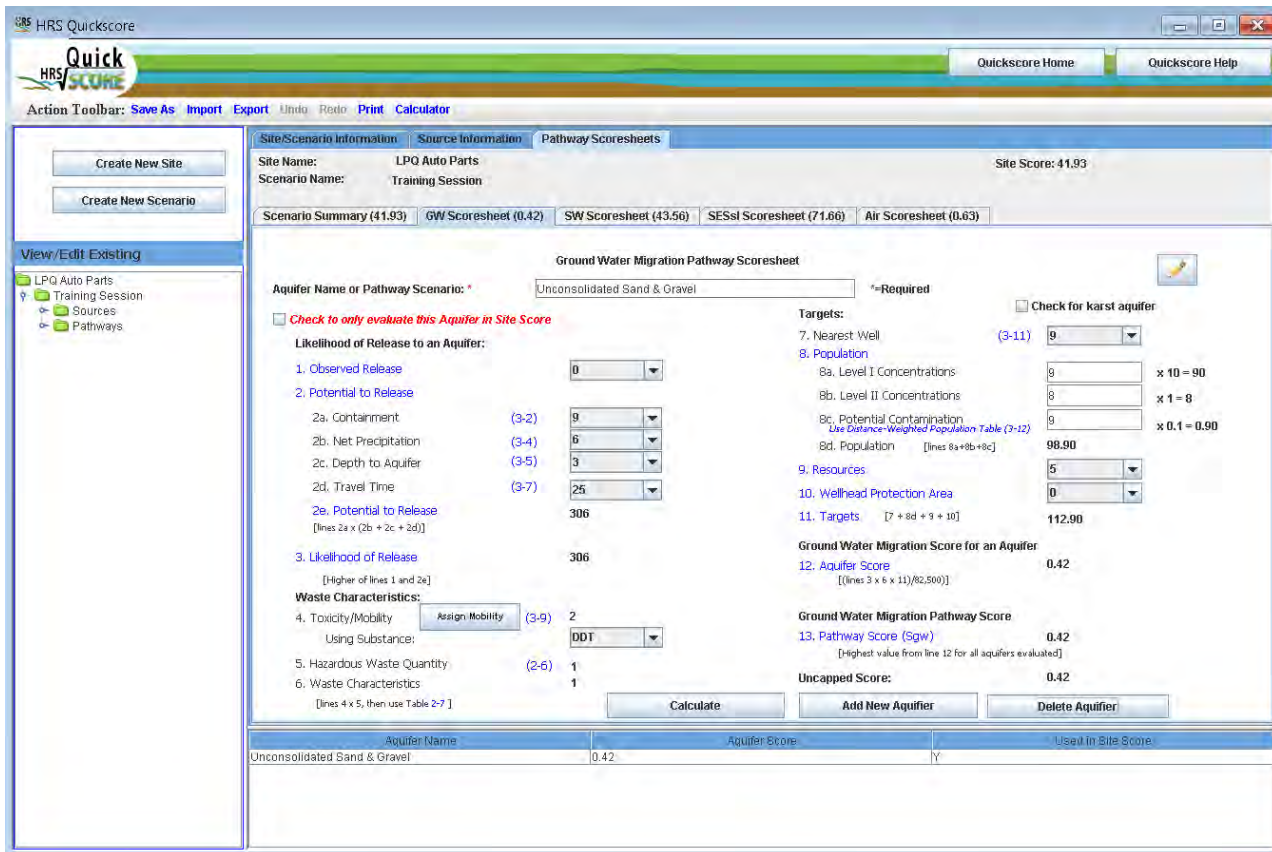 HRS Quickscore
Quick
HRS SCORE
Quickscore Home Quickscore Help
Action Toolbar: Save As Import Export Undo Redo Print Calculator
Create New Site
Create New Scenario
View/Edit Existing
LPQ Auto Parts
Training Session
Sources
Pathways
Site/Scenario Information Source Information Pathway Scoresheets
Site Name: LPQ Auto Parts Site Score: 41.93
Scenario Name: Training Session
Scenario Summary (41.93) GW Scoresheet (0.42) SW Scoresheet (43.56) SESsI Scoresheet (71.66) Air Scoresheet (0.63)
Ground Water Migration Pathway Scoresheet
Aquifer Name or Pathway Scenario: * Unconsolidated Sand & Gravel *=Required
Check to only evaluate this Aquifer in Site Score
Likelihood of Release to an Aquifer:
1. Observed Release 0
2. Potential to Release
2a. Containment (3-2) 9
2b. Net Precipitation (3-4) 6
2c. Depth to Aquifer (3-5) 3
2d. Travel Time (3-7) 25
2e. Potential to Release 306
[lines 2a x (2b + 2c + 2d)]
3. Likelihood of Release 306
[Higher of lines 1 and 2e]
Waste Characteristics:
4. Toxicity/Mobility Assign Mobility (3-9) 2
Using Substance: DDT
5. Hazardous Waste Quantity (2-6) 1
6. Waste Characteristics 1
[lines 4 x 5, then use Table 2-7 ]
Targets: Check for karst aquifer
7. Nearest Well (3-11) 9
8. Population
8a. Level I Concentrations 9 x 10 = 90
8b. Level II Concentrations 8 x 1 = 8
8c. Potential Contamination 9 x 0.1 = 0.90
Use Distance-Weighted Population Table (3-12)
8d. Population [lines 8a+8b+8c] 98.90
9. Resources 5
10. Wellhead Protection Area 0
11. Targets [7 + 8d + 9 + 10] 112.90
Ground Water Migration Score for an Aquifer
12. Aquifer Score 0.42
[(lines 3 x 6 x 11)/82,500)]
Ground Water Migration Pathway Score
13. Pathway Score (Sgw) 0.42
[Highest value from line 12 for all aquifers evaluated]
Uncapped Score: 0.42
Calculate Add New Aquifier Delete Aquifier
Aquifer Name Aquifer Score Used in Site Score
Unconsolidated Sand & Gravel 0.42 Y